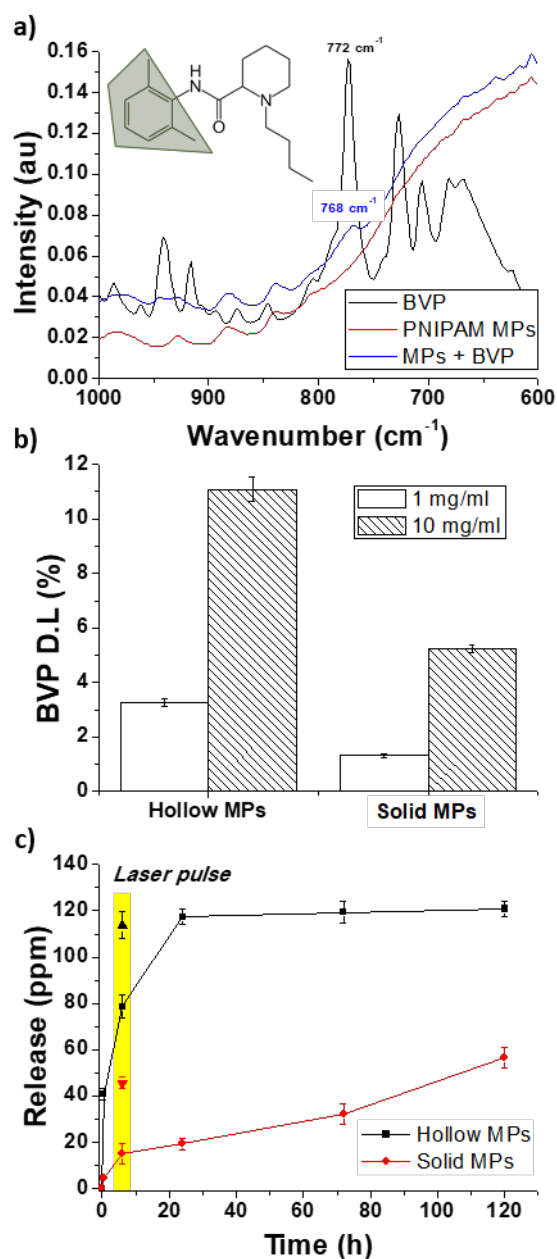 a)
0.16
0.14
0.12
0.10
0.08
0.06
0.04
0.02
0.00
Intensity (au)
772 cm⁻¹
NH
O
N
768 cm⁻¹
BVP
PNIPAM MPs
MPs + BVP
1000 900 800 700 600
Wavenumber (cm⁻¹)
b)
12
10
8
6
4
2
0
BVP D.L (%)
1 mg/ml
10 mg/ml
Hollow MPs Solid MPs
c)
140
120
100
80
60
40
20
0
Release (ppm)
Laser pulse
Hollow MPs
Solid MPs
0 20 40 60 80 100 120
Time (h)